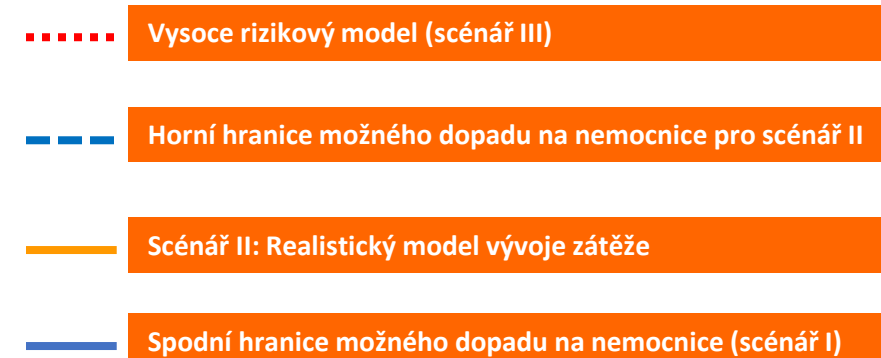 Vysoce rizikový model (scénář III)
Horní hranice možného dopadu na nemocnice pro scénář II
Scénář II: Realistický model vývoje zátěže
Spodní hranice možného dopadu na nemocnice (scénář I)